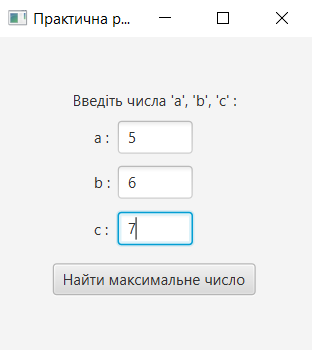 Практична р...
Введіть числа 'a', 'b', 'c' :
a : 5
b : 6
c : 7
Найти максимальне число